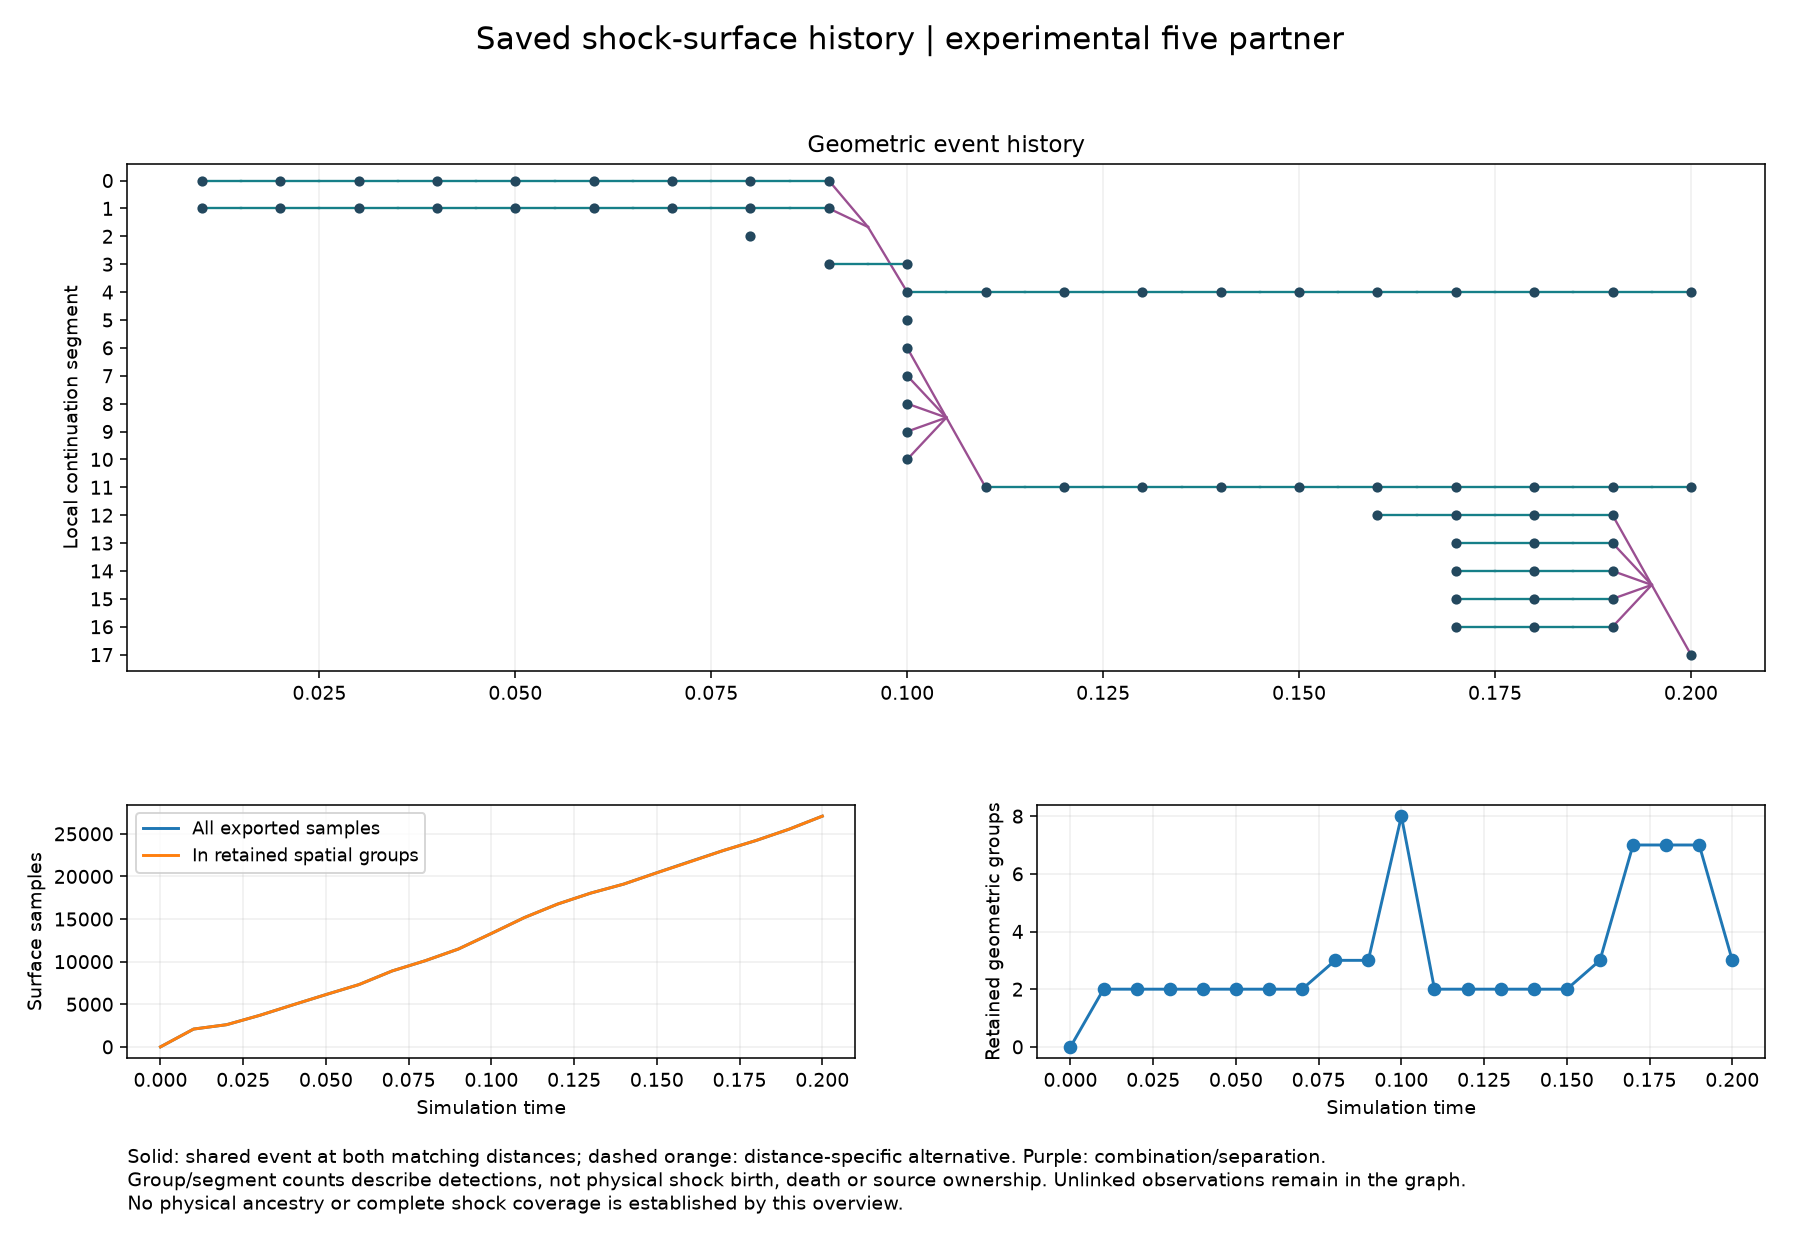 Saved shock-surface history | experimental five partner
Geometric event history
Local continuation segment
0
1
2
3
4
5
6
7
8
9
10
11
12
13
14
15
16
17
0.025 0.050 0.075 0.100 0.125 0.150 0.175 0.200
Surface samples
25000
20000
15000
10000
5000
0
All exported samples
In retained spatial groups
0.000 0.025 0.050 0.075 0.100 0.125 0.150 0.175 0.200
Simulation time
Retained geometric groups
8
6
4
2
0
0.000 0.025 0.050 0.075 0.100 0.125 0.150 0.175 0.200
Simulation time
Solid: shared event at both matching distances; dashed orange: distance-specific alternative. Purple: combination/separation.
Group/segment counts describe detections, not physical shock birth, death or source ownership. Unlinked observations remain in the graph.
No physical ancestry or complete shock coverage is established by this overview.